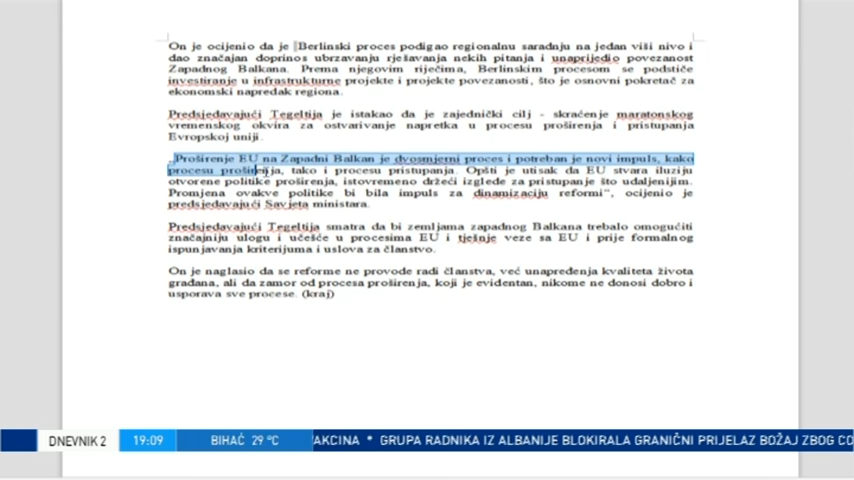 On je ocijenio da je Berlinski proces podigao regionalnu saradnju na jedan viši nivo i
dao značajan doprinos ubrzavanju rješavanja nekih pitanja i unaprijedio povezanost
Zapadnog Balkana. Prema njegovim riječima, Berlinskim procesom se podstiče
investiranje u infrastrukturne projekte i projekte povezanosti, što je osnovni pokretač za
ekonomski napredak regiona.
Predsjedavajući Tegeltija je istakao da je zajednički cilj - skraćenje maratonskog
vremenskog okvira za ostvarivanje napretka u procesu proširenja i pristupanja
Evropskoj uniji.
„Proširenje EU na Zapadni Balkan je dvosmjerni proces i potreban je novi impuls, kako
procesu proširenja, tako i procesu pristupanja. Opšti je utisak da EU stvara iluziju
otvorene politike proširenja, istovremeno držeći izglede za pristupanje što udaljenijim.
Promjena ovakve politike bi bila impuls za dinamizaciju reformi“, ocijenio je
predsjedavajući Savjeta ministara.
Predsjedavajući Tegeltija smatra da bi zemljama zapadnog Balkana trebalo omogućiti
značajniju ulogu i učešće u procesima EU i tješnje veze sa EU i prije formalnog
ispunjavanja kriterijuma i uslova za članstvo.
On je naglasio da se reforme ne provode radi članstva, već unapređenja kvaliteta života
građana, ali da zamor od procesa proširenja, koji je evidentan, nikome ne donosi dobro i
usporava sve procese. (kraj)
DNEVNIK 2 19:09 BIHAĆ 29 °C AKCINA * GRUPA RADNIKA IZ ALBANIJE BLOKIRALA GRANIČNI PRIJELAZ BOŽAJ ZBOG CO